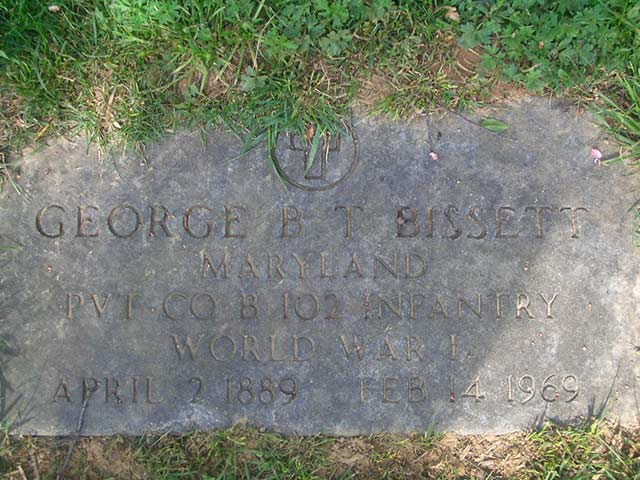 GEORGE B T BISSETT
MARYLAND
PVT CO B 102 INFANTRY
WORLD WAR I
APRIL 2 1889 FEB 14 1969